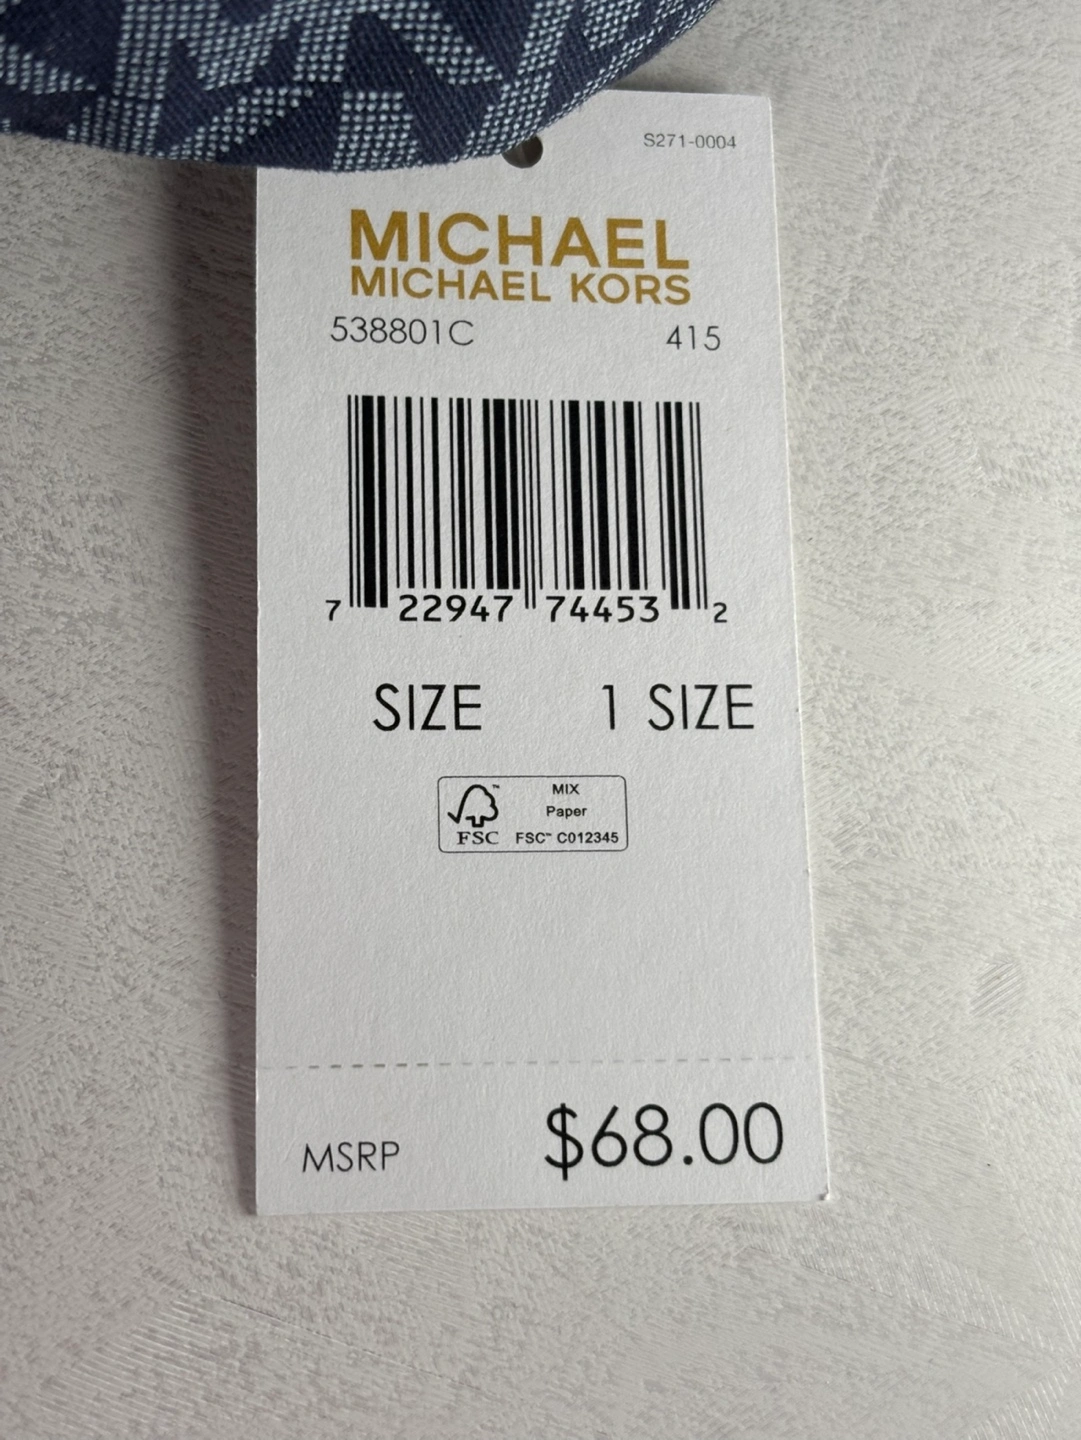 S271-0004
MICHAEL
MICHAEL KORS
538801C 415
7 22947 74453 2
SIZE 1 SIZE
MIX
Paper
FSC™ FSC™ C012345
MSRP $68.00